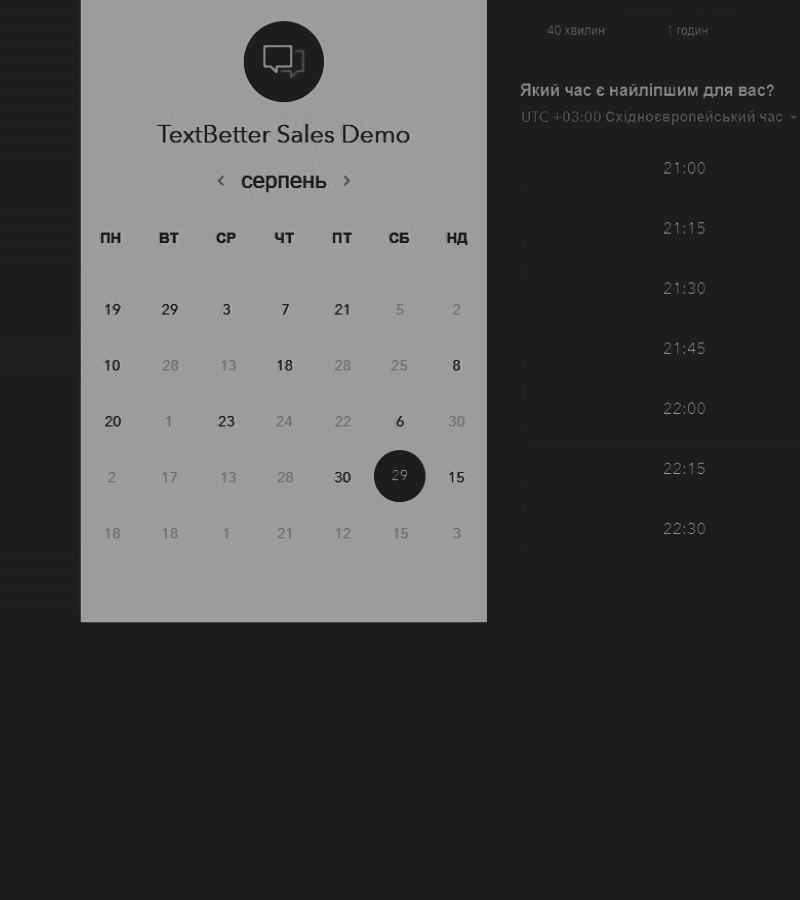 TextBetter Sales Demo
< серпень >
ПН ВТ СР ЧТ ПТ СБ НД
19 29 3 7 21 5 2
10 28 13 18 28 25 8
20 1 23 24 22 6 30
2 17 13 28 30 29 15
18 18 1 21 12 15 3
40 хвилин 1 годин
Який час є найліпшим для вас?
UTC +03:00 Східноєвропейський час
21:00
21:15
21:30
21:45
22:00
22:15
22:30